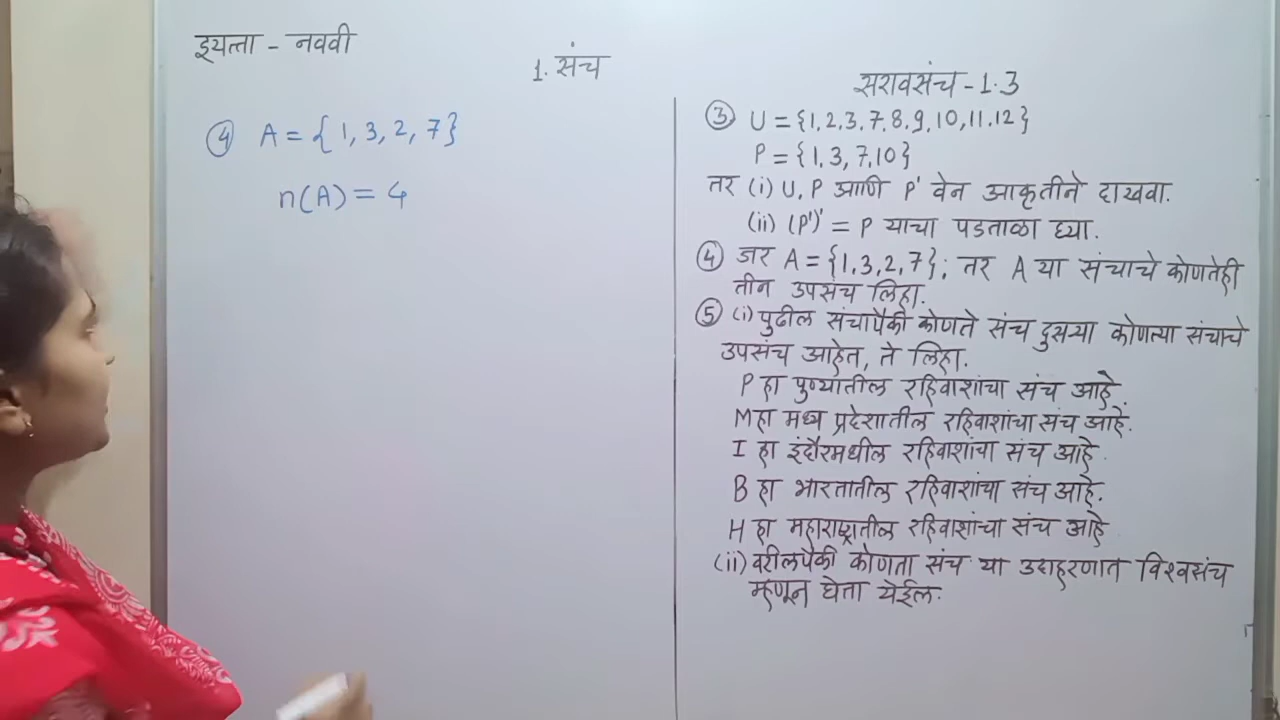 इयत्ता - नववी
1. संच
④ A = {1, 3, 2, 7}
n(A) = 4
सरावसंच - 1.3
③ U = {1,2,3,7,8,9,10,11,12}
P = {1,3,7,10}
तर (i) U, P आणि P' वेन आकृतीने दाखवा.
(ii) (P')' = P याचा पडताळा घ्या.
④ जर A = {1,3,2,7}; तर A या संचाचे कोणतेही
तीन उपसंच लिहा.
⑤ (i) पुढील संचापैकी कोणते संच दुसऱ्या कोणत्या संचाचे
उपसंच आहेत, ते लिहा.
P हा पुण्यातील रहिवाशांचा संच आहे.
M हा मध्य प्रदेशातील रहिवाशांचा संच आहे.
I हा इंदौरमधील रहिवाशांचा संच आहे.
B हा भारतातील रहिवाशांचा संच आहे.
H हा महाराष्ट्रातील रहिवाशांचा संच आहे
(ii) वरीलपैकी कोणता संच या उदाहरणात विश्वसंच
म्हणून घेता येईल.